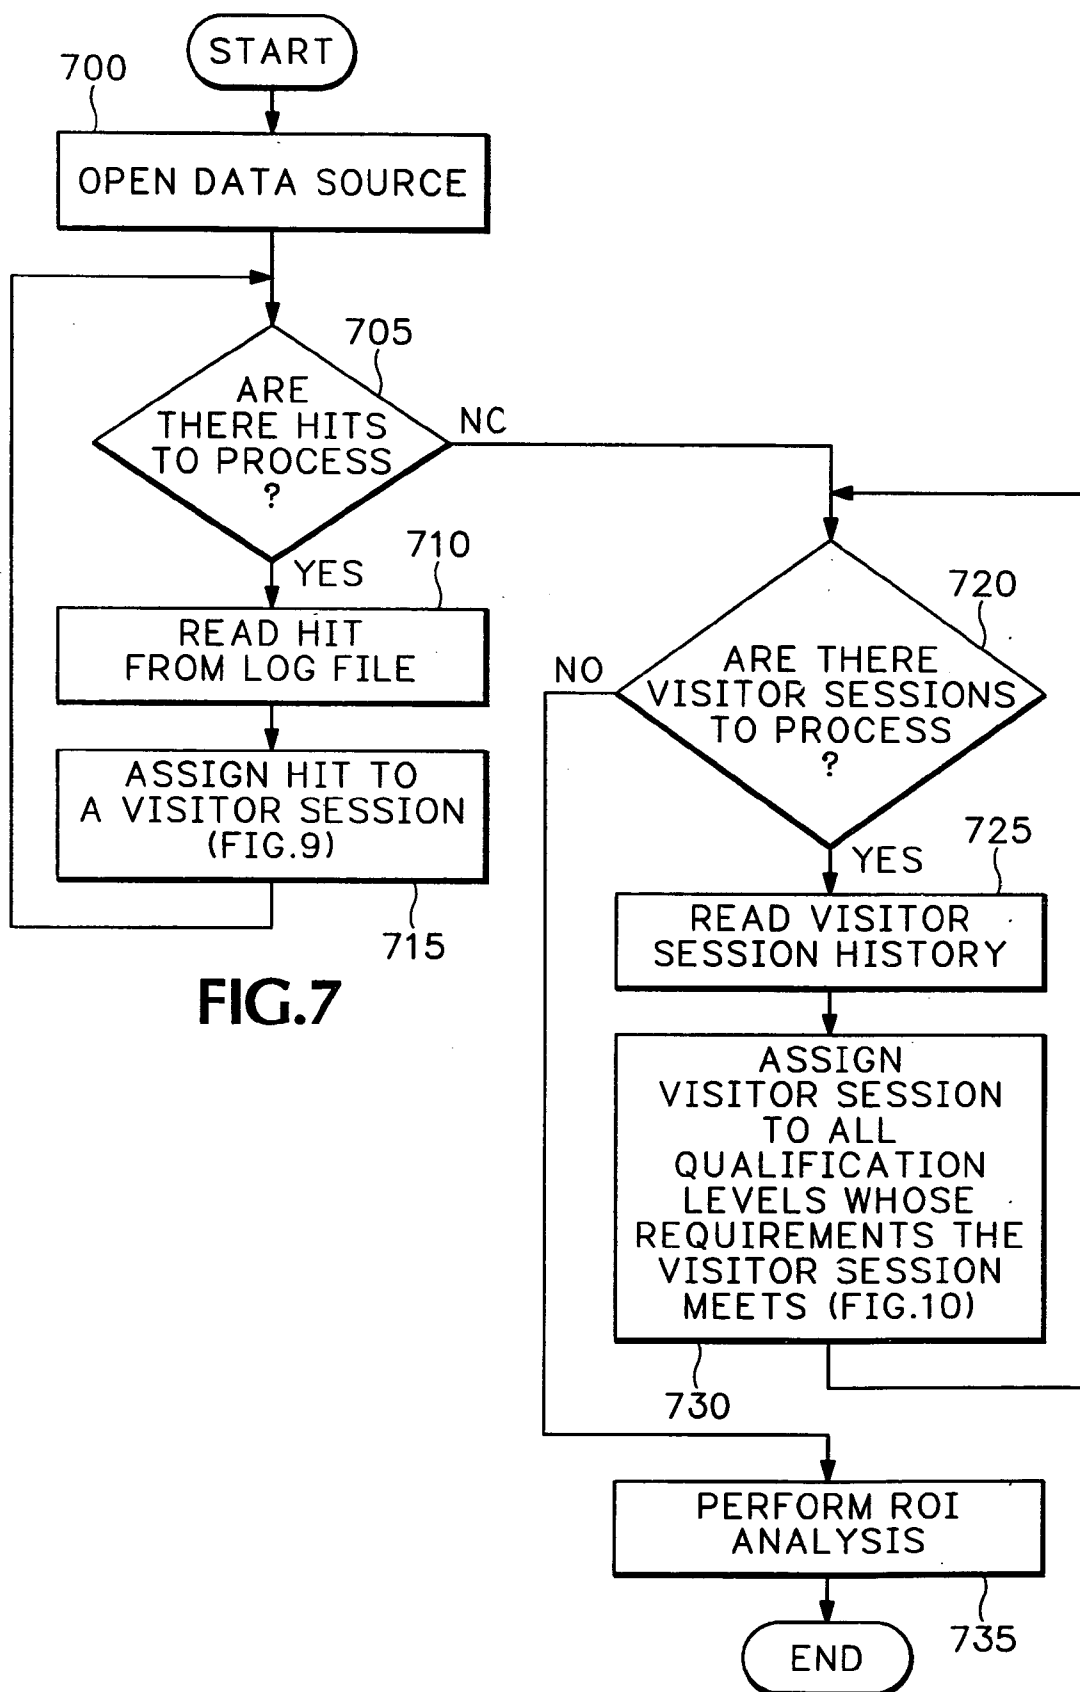 START
700
OPEN DATA SOURCE
705
ARE
THERE HITS
TO PROCESS
?
NC
YES
710
READ HIT
FROM LOG FILE
ASSIGN HIT TO
A VISITOR SESSION
(FIG.9)
715
FIG.7
720
ARE THERE
VISITOR SESSIONS
TO PROCESS
?
NO
YES
725
READ VISITOR
SESSION HISTORY
ASSIGN
VISITOR SESSION
TO ALL
QUALIFICATION
LEVELS WHOSE
REQUIREMENTS THE
VISITOR SESSION
MEETS (FIG.10)
730
PERFORM ROI
ANALYSIS
735
END